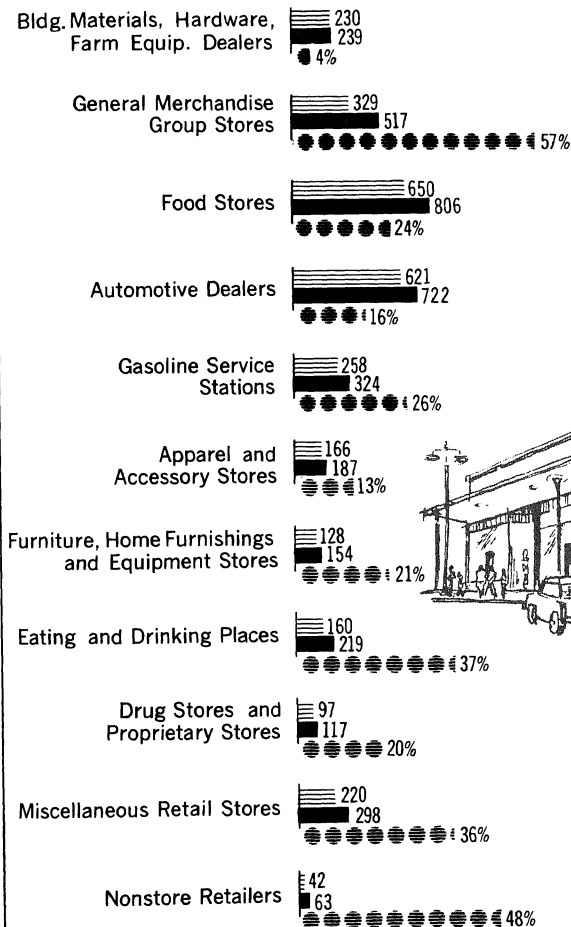 Bldg. Materials, Hardware,
Farm Equip. Dealers
230
239
4%
General Merchandise
Group Stores
329
517
57%
Food Stores
650
806
24%
Automotive Dealers
621
722
16%
Gasoline Service
Stations
258
324
26%
Apparel and
Accessory Stores
166
187
13%
Furniture, Home Furnishings
and Equipment Stores
128
154
21%
Eating and Drinking Places
160
219
37%
Drug Stores and
Proprietary Stores
97
117
20%
Miscellaneous Retail Stores
220
298
36%
Nonstore Retailers
42
63
48%